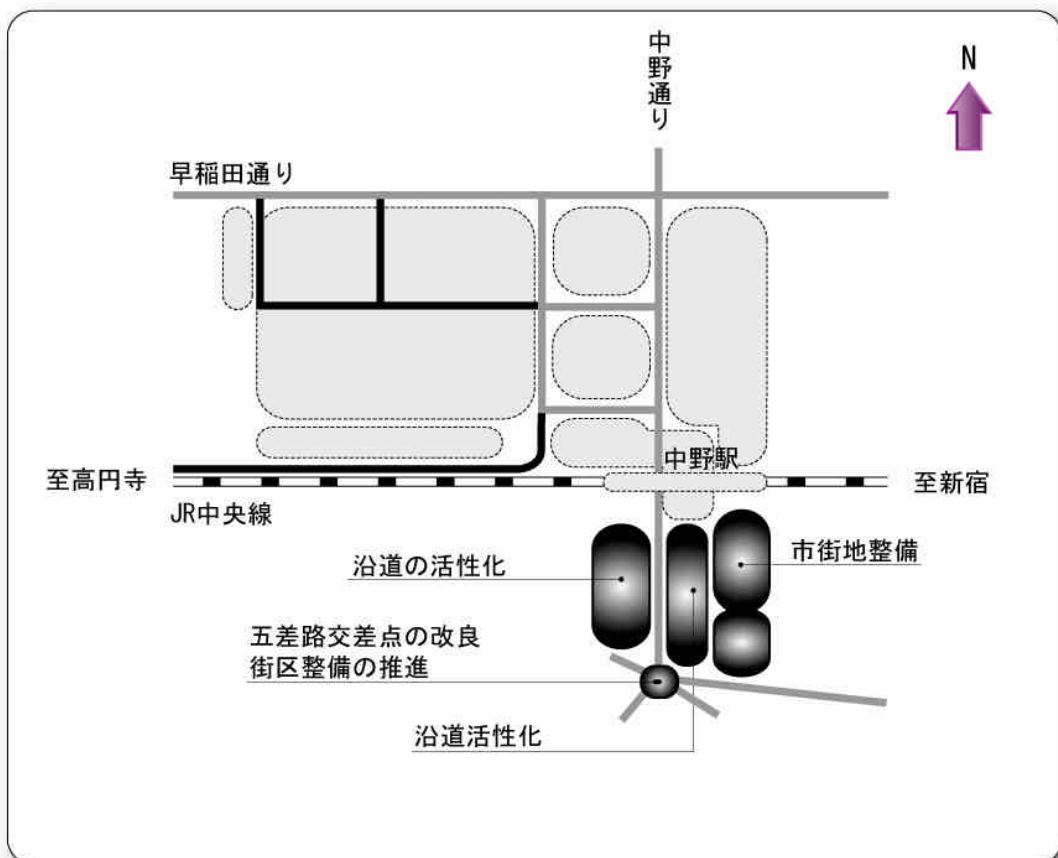 中野通り
N
早稲田通り
中野駅
至高円寺
至新宿
JR中央線
沿道の活性化
市街地整備
五差路交差点の改良
街区整備の推進
沿道活性化